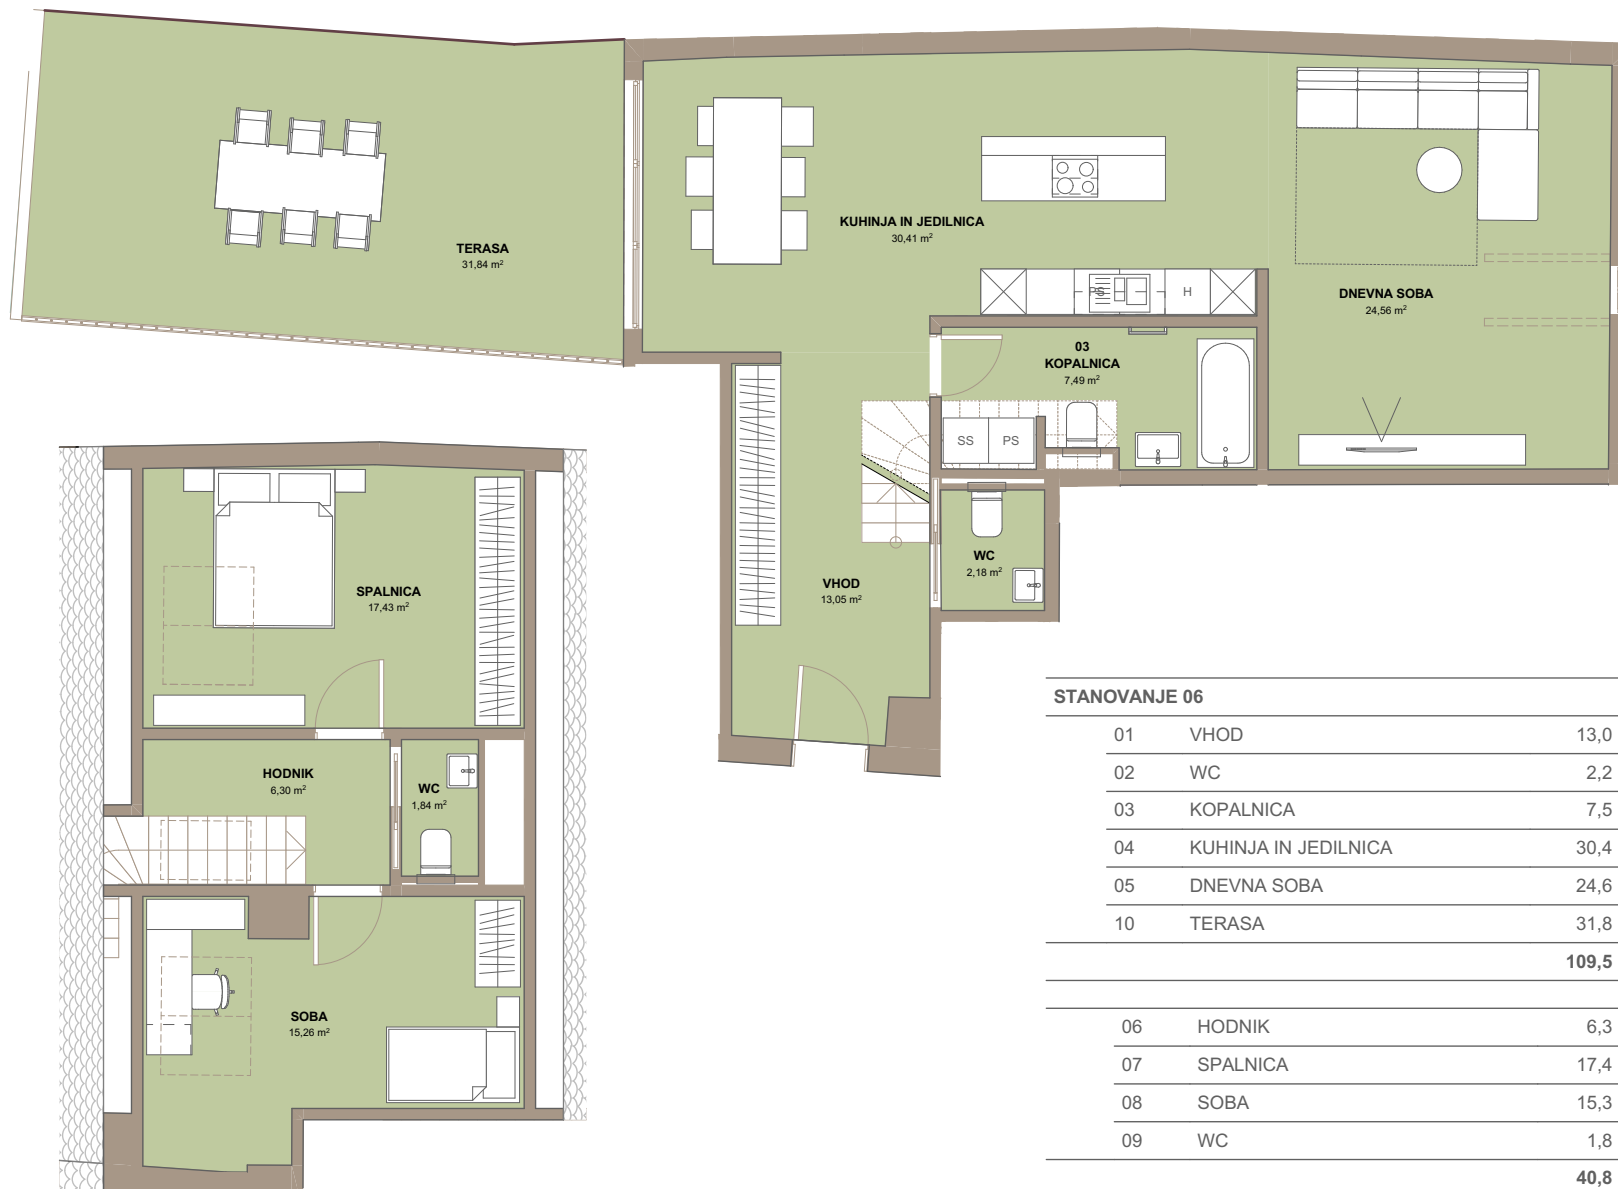 TERASA
31,84 m²
KUHINJA IN JEDILNICA
30,41 m²
PS
H
DNEVNA SOBA
24,56 m²
03
KOPALNICA
7,49 m²
SS
PS
WC
2,18 m²
VHOD
13,05 m²
SPALNICA
17,43 m²
HODNIK
6,30 m²
WC
1,84 m²
SOBA
15,26 m²
STANOVANJE 06
01 VHOD 13,0
02 WC 2,2
03 KOPALNICA 7,5
04 KUHINJA IN JEDILNICA 30,4
05 DNEVNA SOBA 24,6
10 TERASA 31,8
109,5
06 HODNIK 6,3
07 SPALNICA 17,4
08 SOBA 15,3
09 WC 1,8
40,8